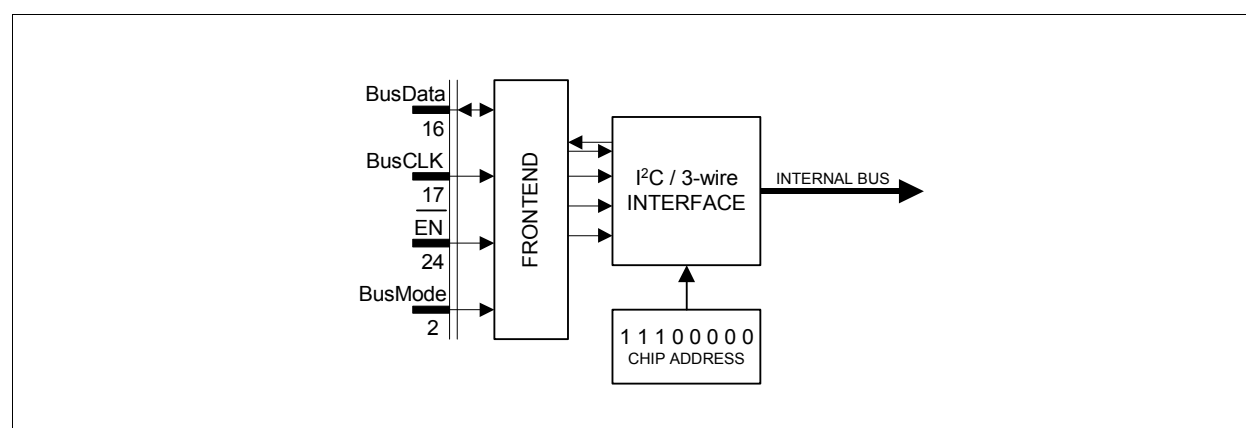 BusData
16
BusCLK
17
EN
24
BusMode
2
FRONTEND
I²C / 3-wire
INTERFACE
INTERNAL BUS
1 1 1 0 0 0 0 0
CHIP ADDRESS